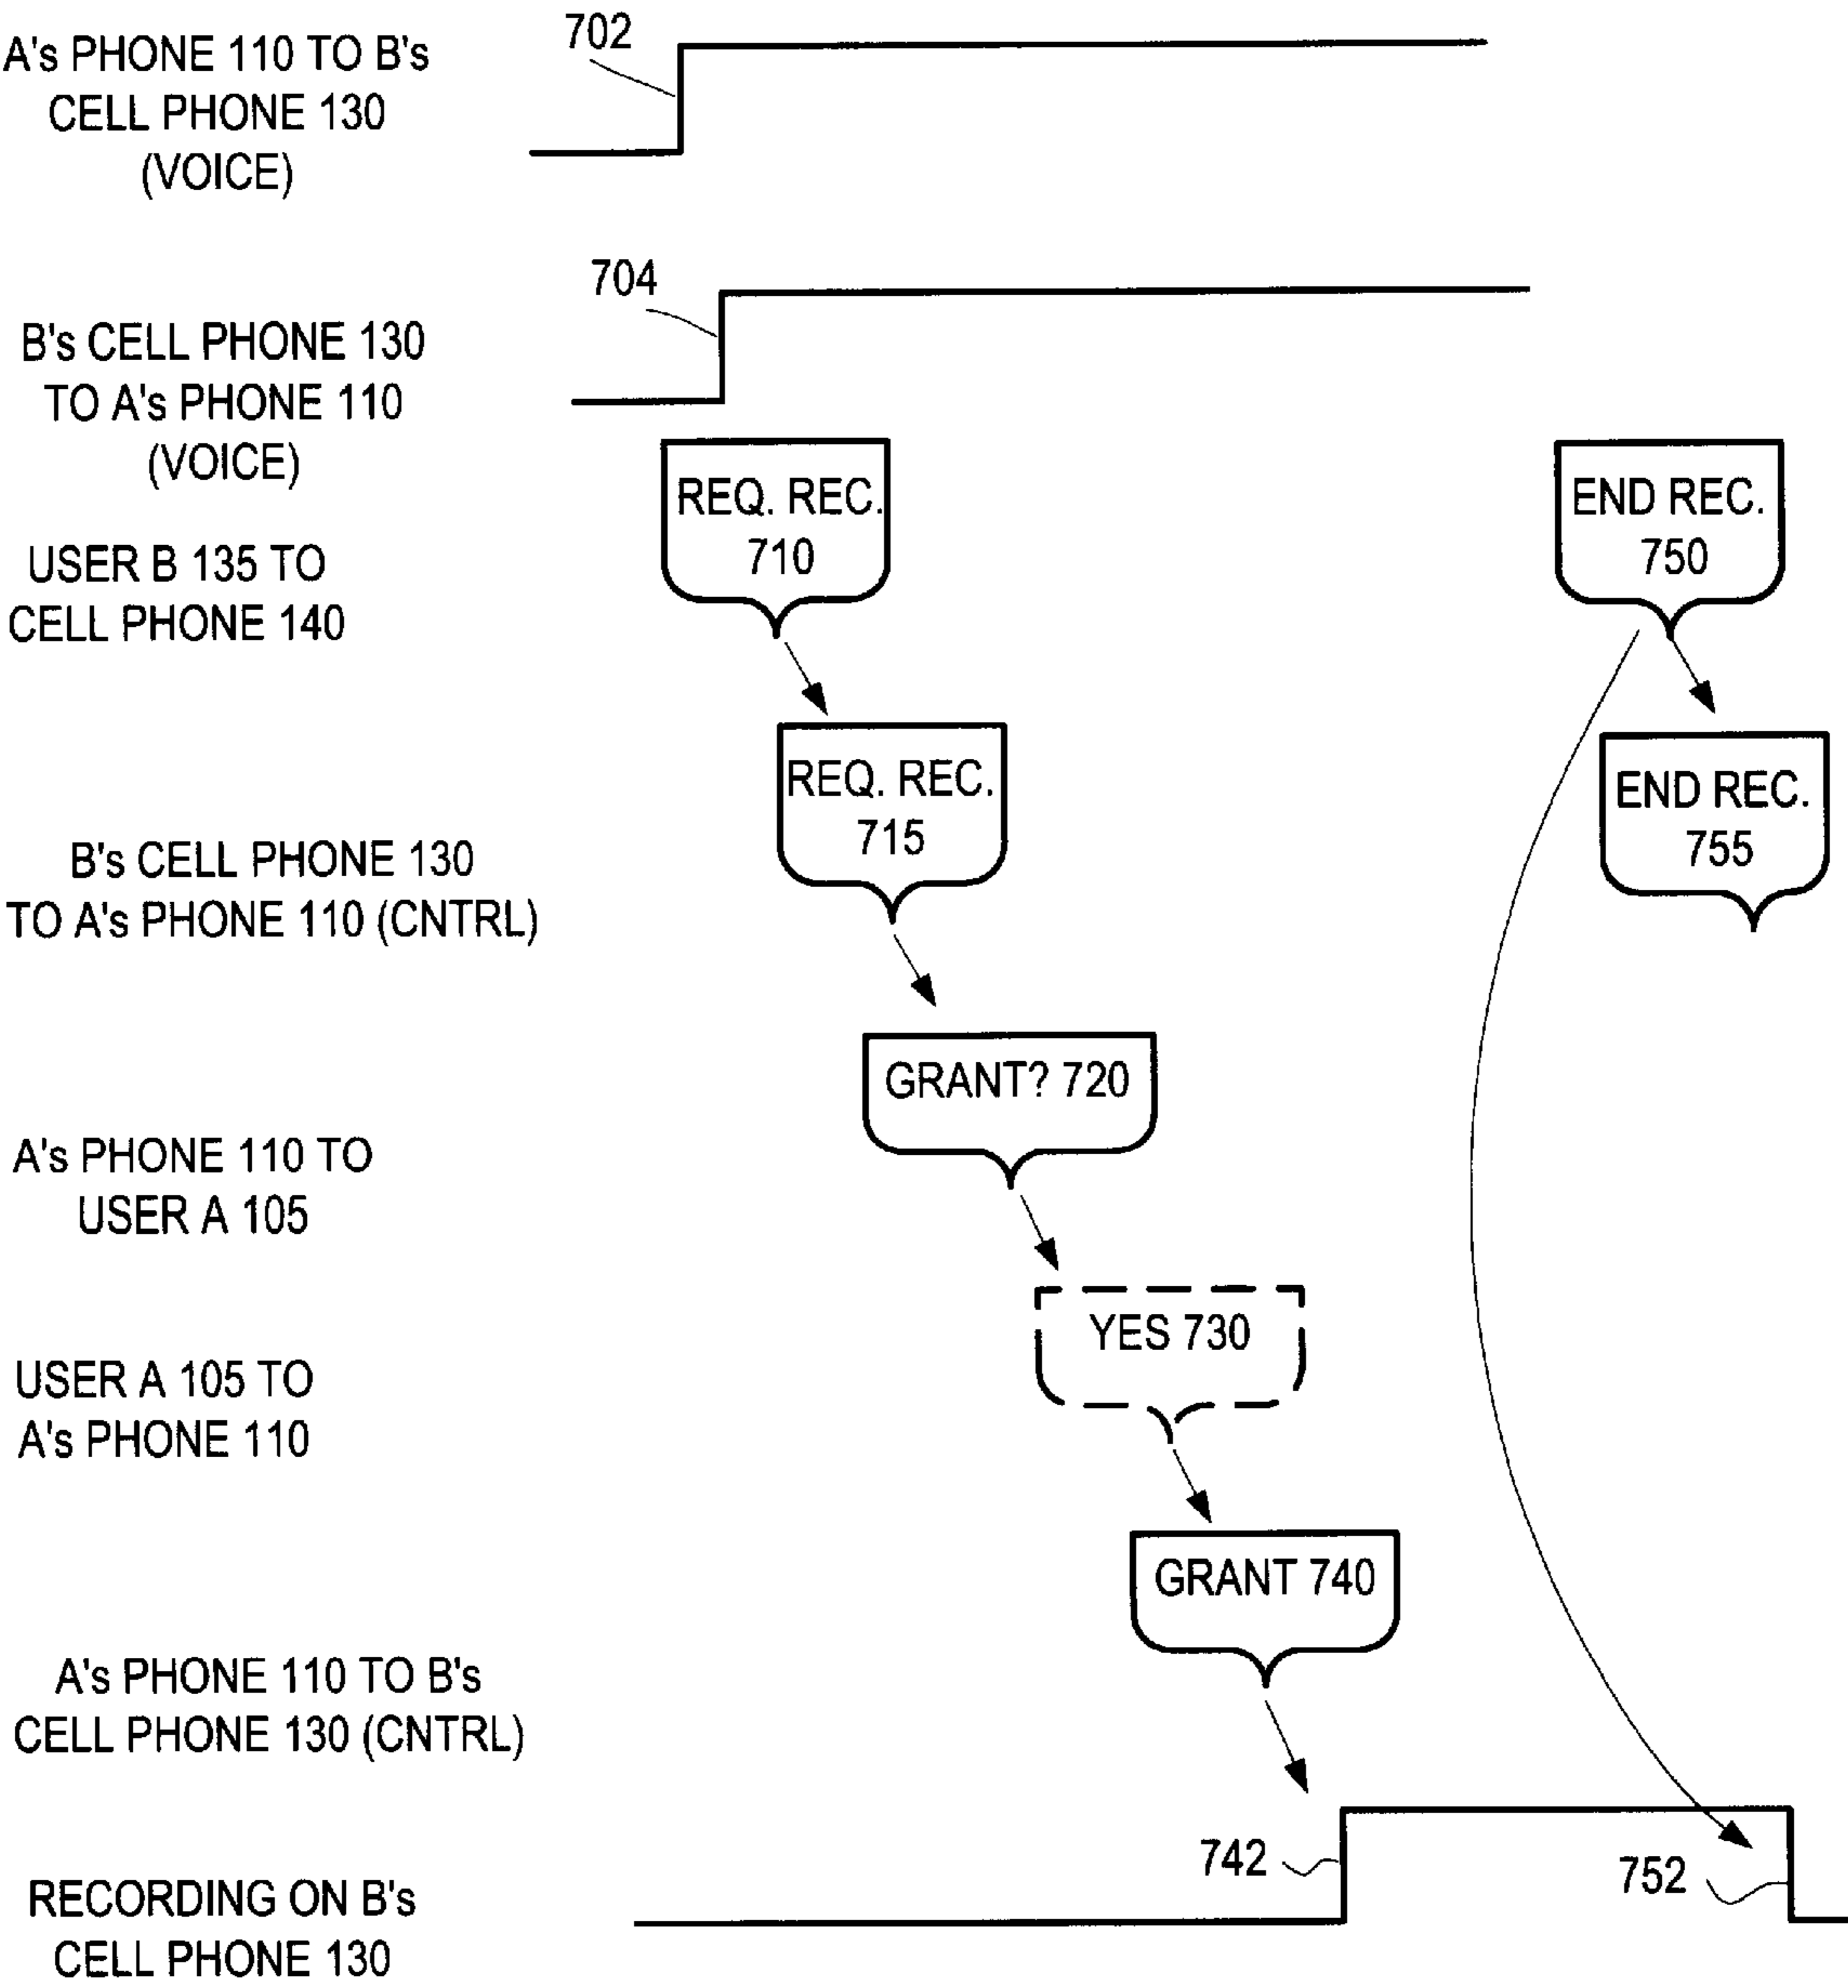 A's PHONE 110 TO B's
CELL PHONE 130
(VOICE)
702
B's CELL PHONE 130
TO A's PHONE 110
(VOICE)
704
USER B 135 TO
CELL PHONE 140
REQ. REC.
710
END REC.
750
B's CELL PHONE 130
TO A's PHONE 110 (CNTRL)
REQ. REC.
715
END REC.
755
A's PHONE 110 TO
USER A 105
GRANT? 720
USER A 105 TO
A's PHONE 110
YES 730
A's PHONE 110 TO B's
CELL PHONE 130 (CNTRL)
GRANT 740
RECORDING ON B's
CELL PHONE 130
742
752